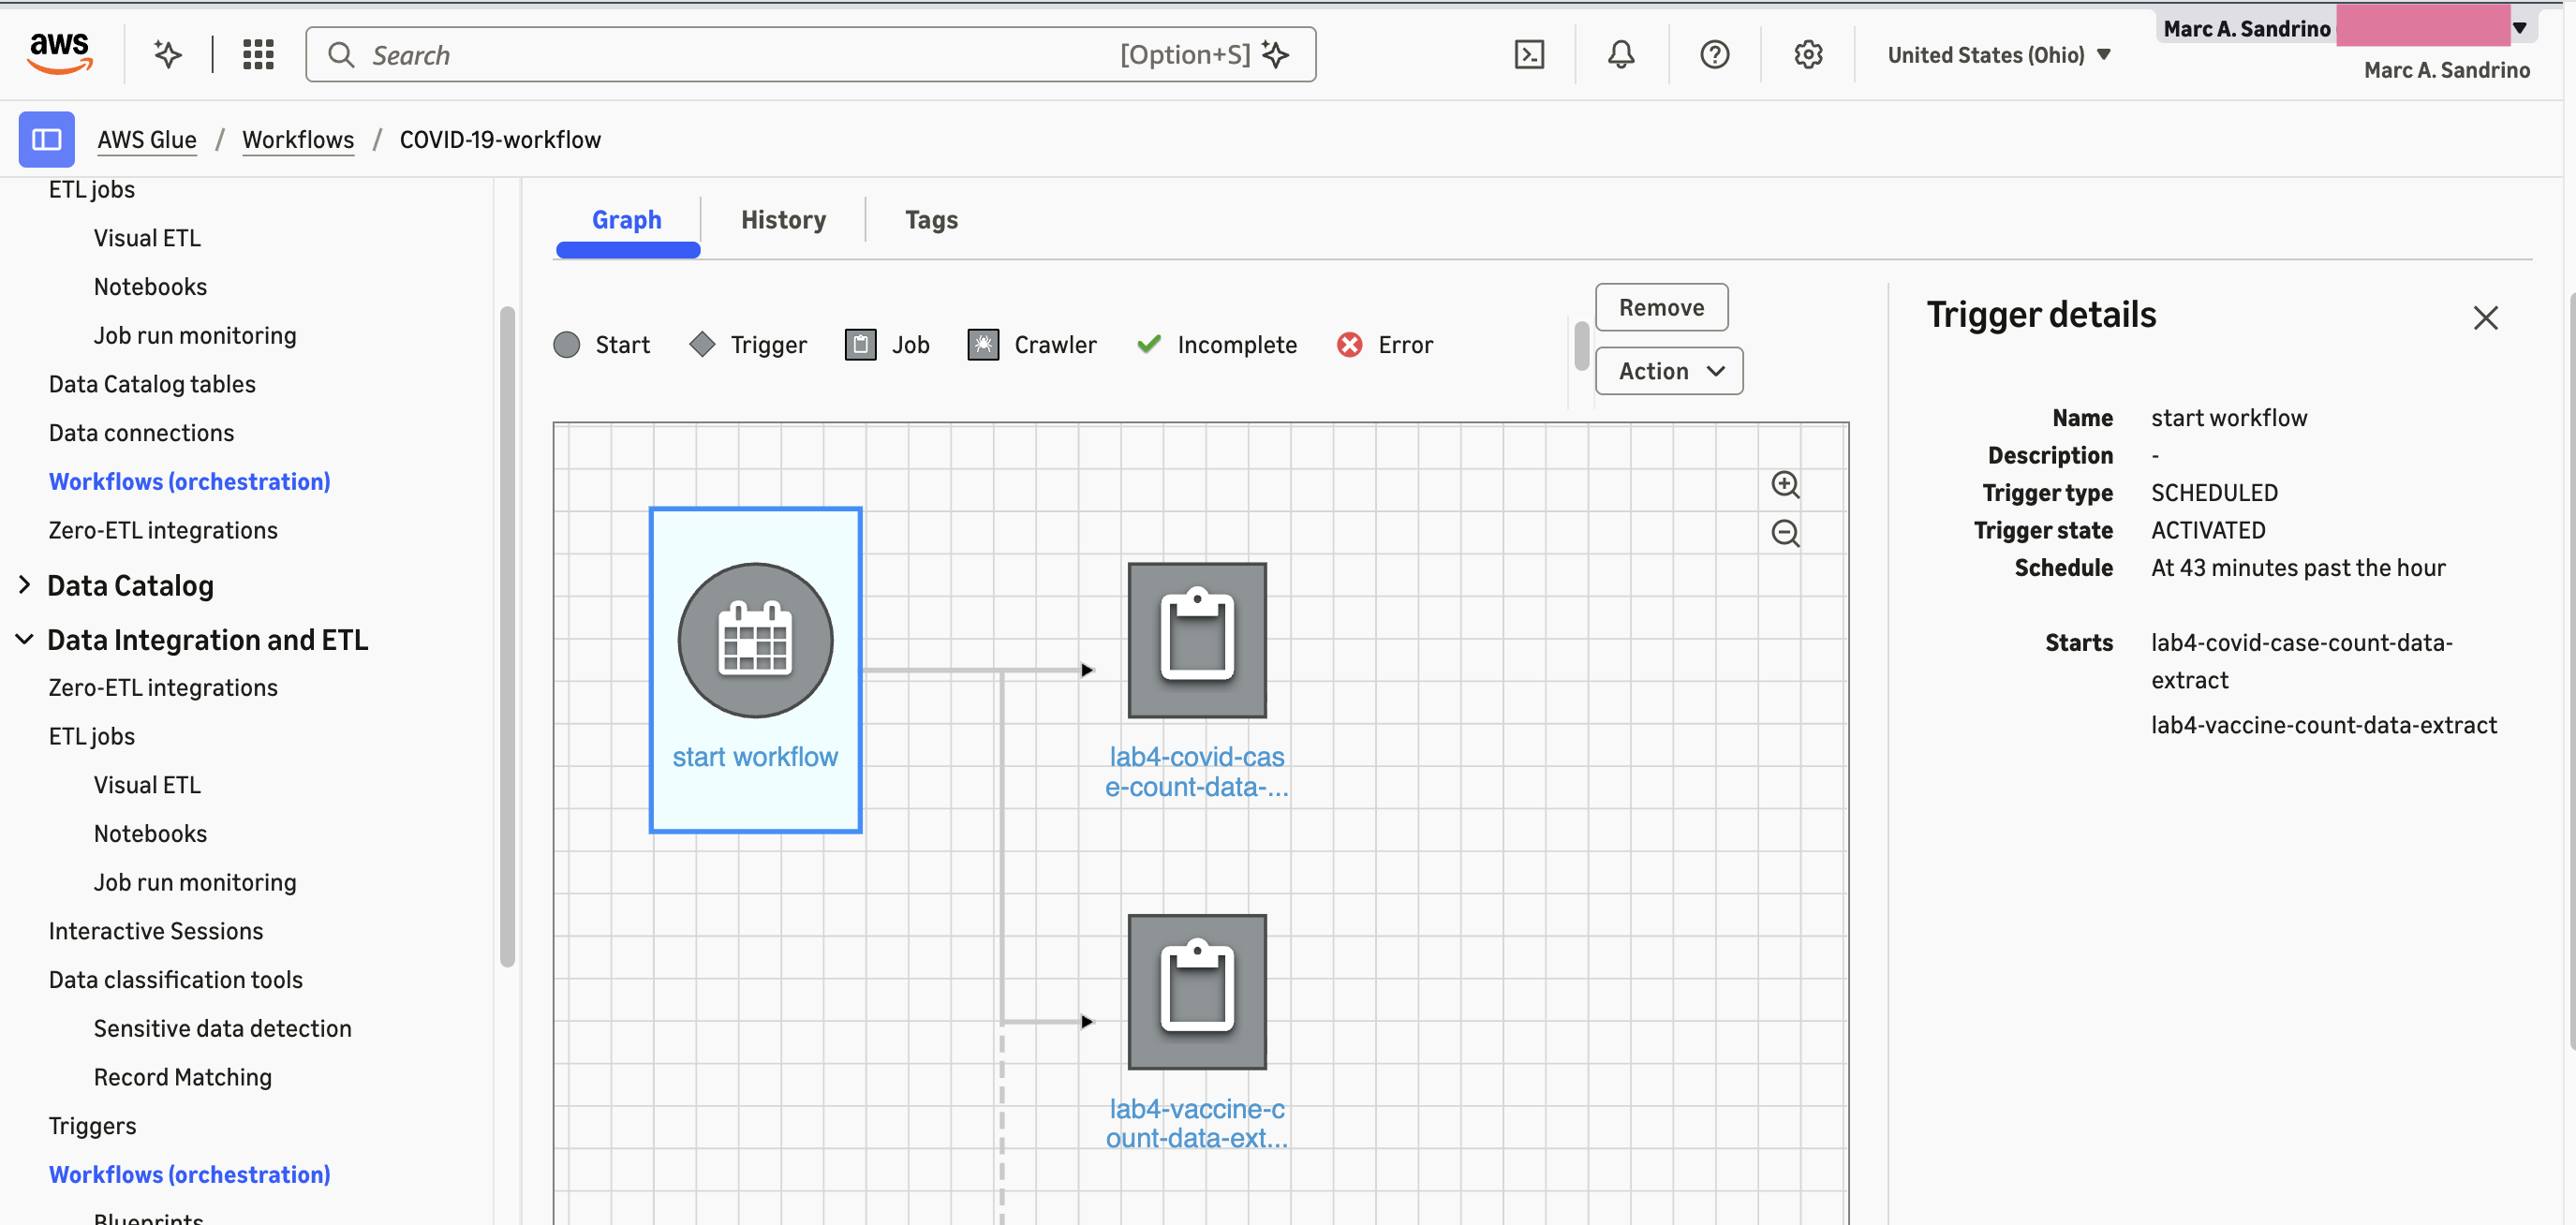 aws
Search
[Option+S]
United States (Ohio)
Marc A. Sandrino
Marc A. Sandrino
AWS Glue / Workflows / COVID-19-workflow
ETL jobs
Visual ETL
Notebooks
Job run monitoring
Data Catalog tables
Data connections
Workflows (orchestration)
Zero-ETL integrations
Data Catalog
Data Integration and ETL
Zero-ETL integrations
ETL jobs
Visual ETL
Notebooks
Job run monitoring
Interactive Sessions
Data classification tools
Sensitive data detection
Record Matching
Triggers
Workflows (orchestration)
Blueprints
Graph
History
Tags
Start
Trigger
Job
Crawler
Incomplete
Error
Remove
Action
start workflow
lab4-covid-cas
e-count-data-...
lab4-vaccine-c
ount-data-ext...
Trigger details
Name start workflow
Description -
Trigger type SCHEDULED
Trigger state ACTIVATED
Schedule At 43 minutes past the hour
Starts lab4-covid-case-count-data-
extract
lab4-vaccine-count-data-extract